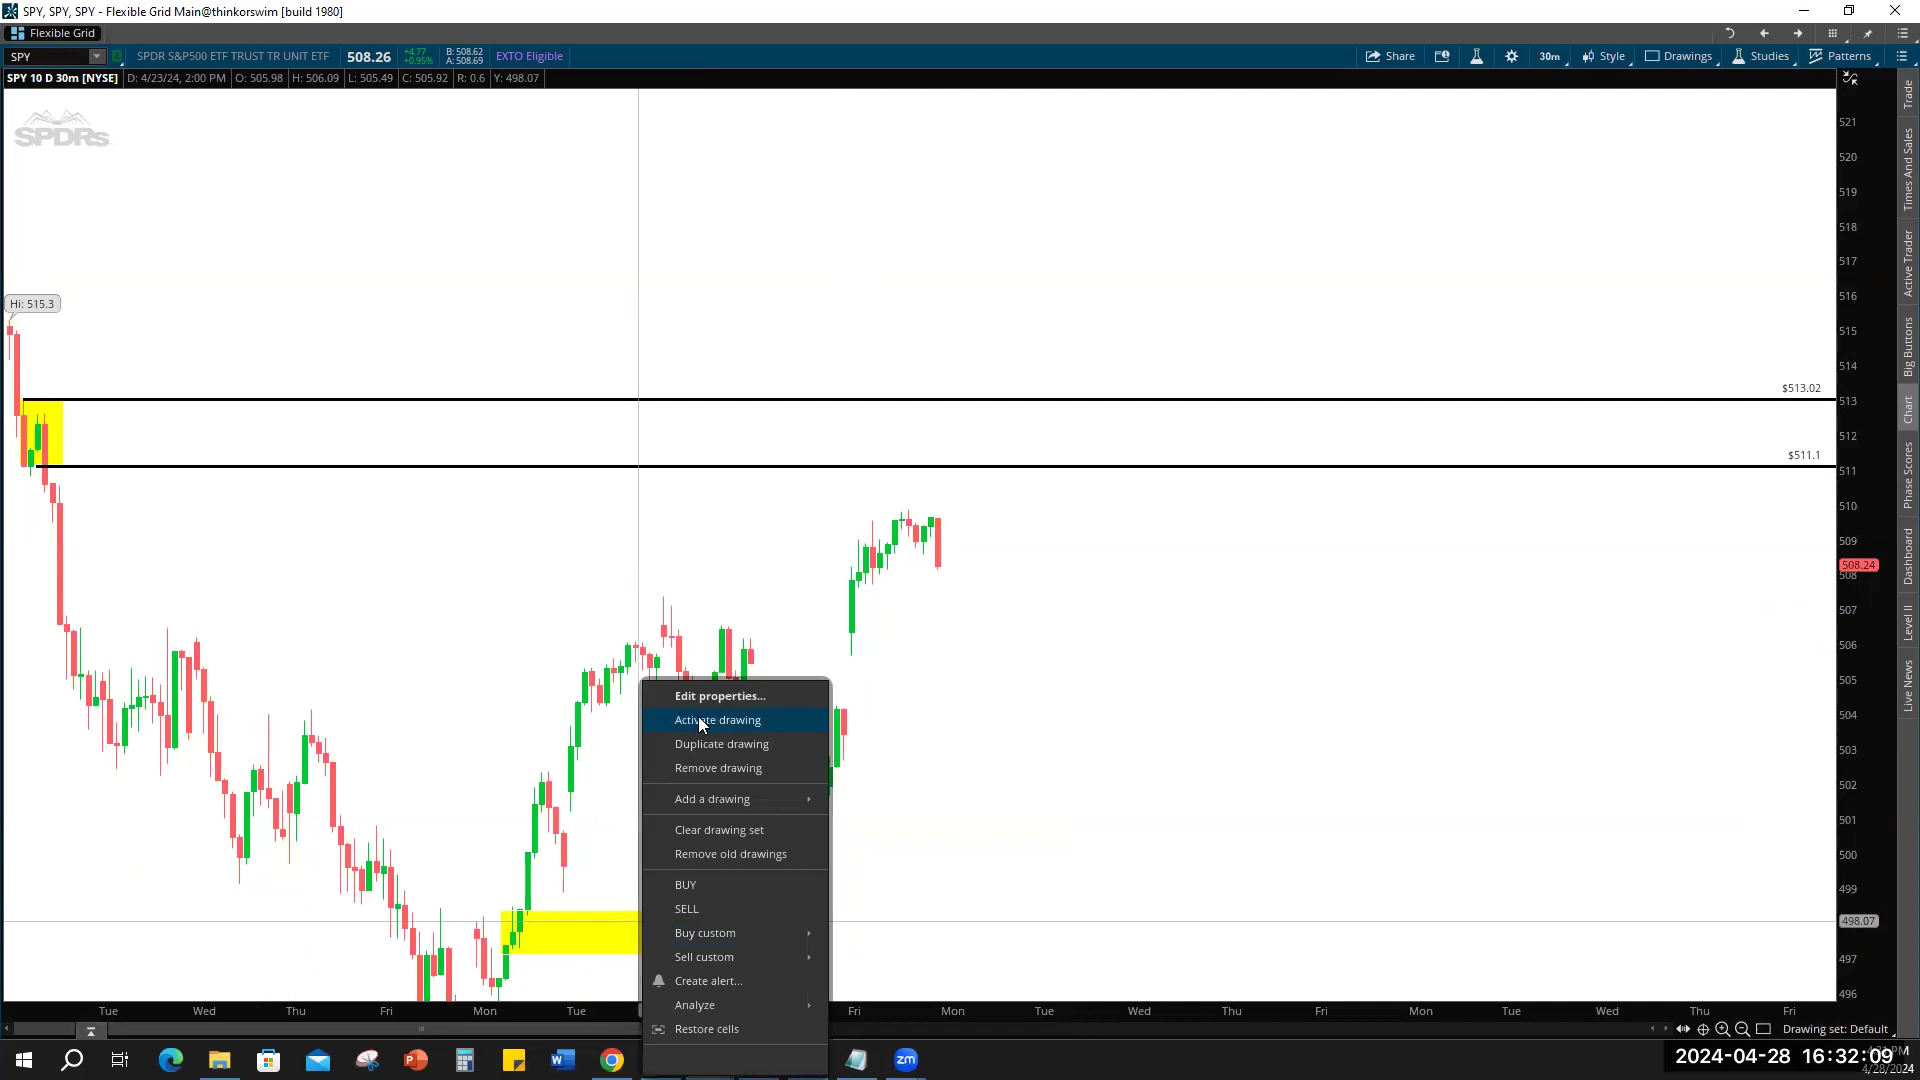 SPY, SPY, SPY - Flexible Grid Main@thinkorswim [build 1980]
Flexible Grid
SPY
SPDR S&P500 ETF TRUST TR UNIT ETF
508.26
+4.77
+0.95%
B: 508.62
A: 508.69
EXTO Eligible
Share
30m
Style
Drawings
Studies
Patterns
SPY 10 D 30m [NYSE]
D: 4/23/24, 2:00 PM
O: 505.98
H: 506.09
L: 505.49
C: 505.92
R: 0.6
Y: 498.07
SPDRs
Hi: 515.3
$513.02
$511.1
521
520
519
518
517
516
515
514
513
512
511
510
509
508.24
508
507
506
505
504
503
502
501
500
499
498.07
497
496
Trade
Times And Sales
Active Trader
Big Buttons
Chart
Phase Scores
Dashboard
Level II
Live News
Edit properties...
Activate drawing
Duplicate drawing
Remove drawing
Add a drawing
Clear drawing set
Remove old drawings
BUY
SELL
Buy custom
Sell custom
Create alert...
Analyze
Restore cells
Tue
Wed
Thu
Fri
Mon
Tue
Fri
Mon
Tue
Wed
Thu
Fri
Mon
Tue
Wed
Thu
Fri
Drawing set: Default
zm
2024-04-28 16:32:09
4/28/2024